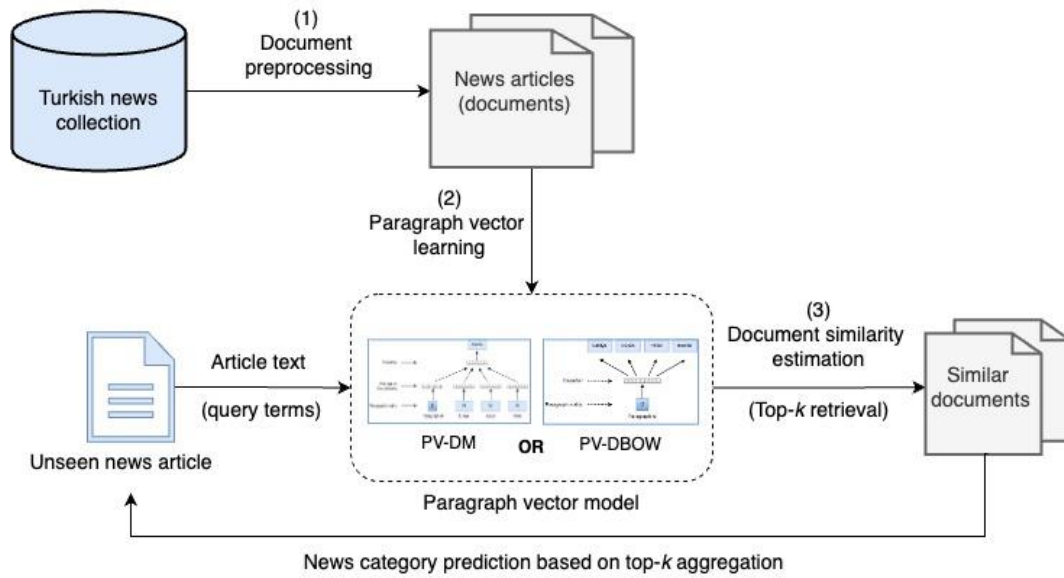 (1)
Document
preprocessing
Turkish news
collection
News articles
(documents)
(2)
Paragraph vector
learning
(3)
Document similarity
estimation
(Top-k retrieval)
Article text
(query terms)
Unseen news article
PV-DM
OR
PV-DBOW
Paragraph vector model
Similar
documents
News category prediction based on top-k aggregation